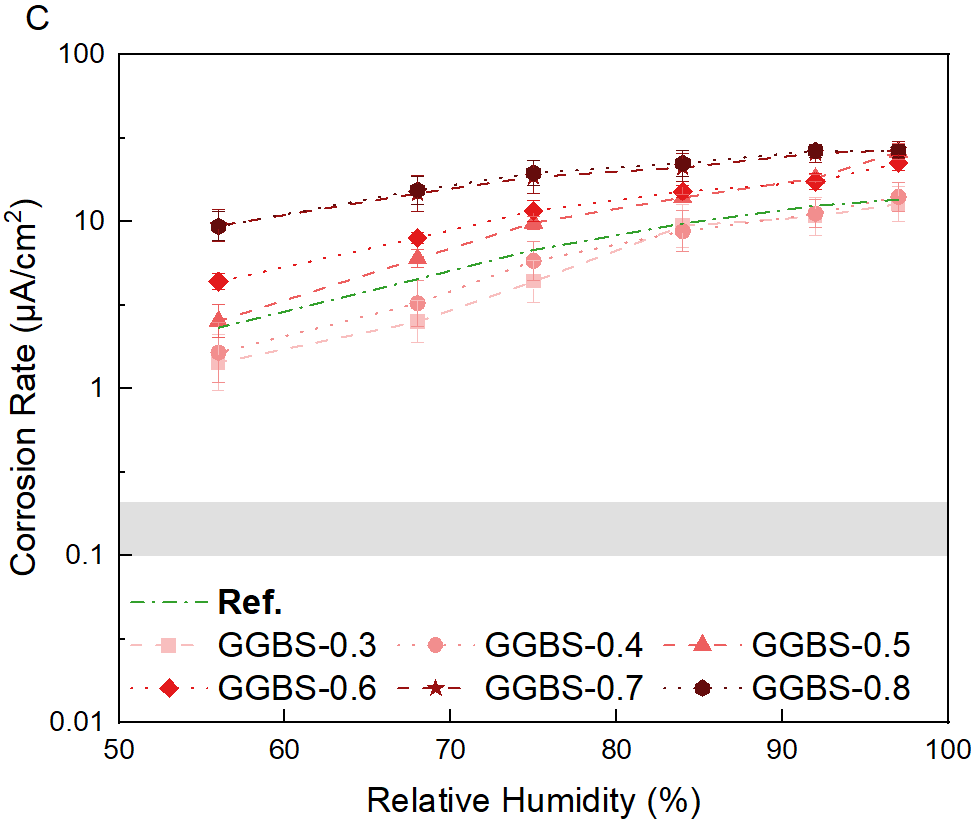 C
100
10
1
0.1
0.01
Corrosion Rate (μA/cm²)
Ref.
GGBS-0.3 GGBS-0.4 GGBS-0.5
GGBS-0.6 GGBS-0.7 GGBS-0.8
50 60 70 80 90 100
Relative Humidity (%)